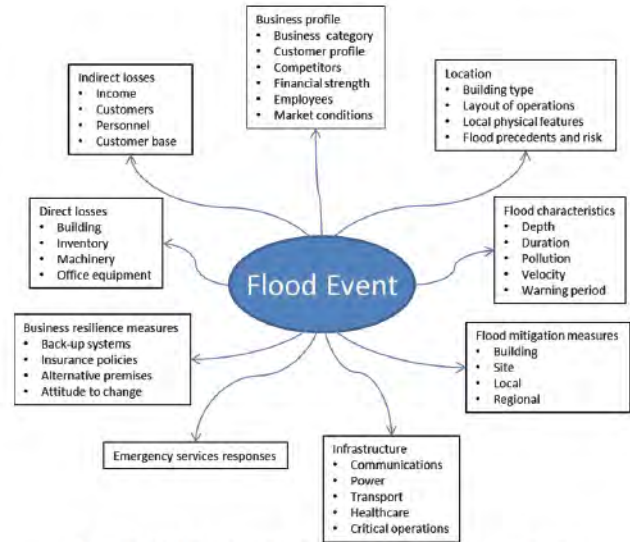 Business profile
• Business category
• Customer profile
• Competitors
• Financial strength
• Employees
• Market conditions
Indirect losses
• Income
• Customers
• Personnel
• Customer base
Location
• Building type
• Layout of operations
• Local physical features
• Flood precedents and risk
Direct losses
• Building
• Inventory
• Machinery
• Office equipment
Flood Event
Flood characteristics
• Depth
• Duration
• Pollution
• Velocity
• Warning period
Business resilience measures
• Back-up systems
• Insurance policies
• Alternative premises
• Attitude to change
Flood mitigation measures
• Building
• Site
• Local
• Regional
Emergency services responses
Infrastructure
• Communications
• Power
• Transport
• Healthcare
• Critical operations